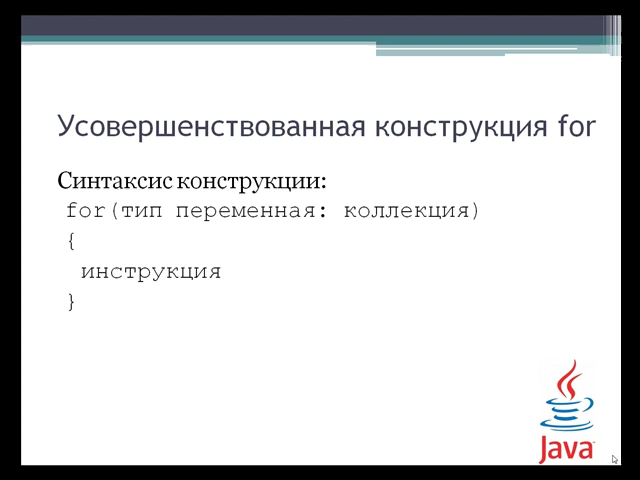 Усовершенствованная конструкция for
Синтаксис конструкции:
for(тип переменная: коллекция)
{
инструкция
}
Java